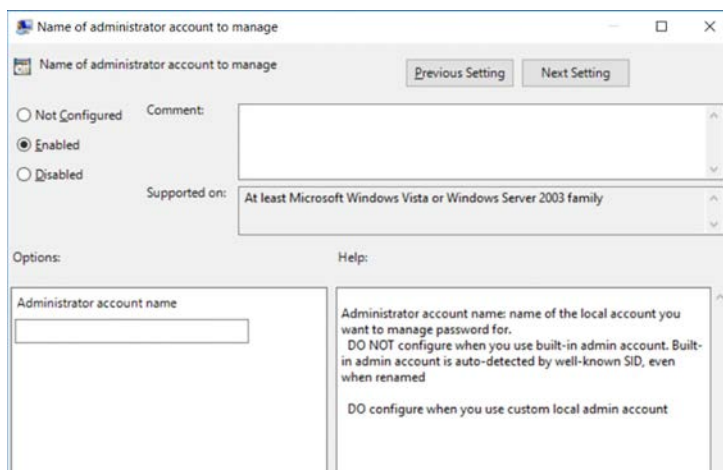 Name of administrator account to manage
Name of administrator account to manage
Previous Setting
Next Setting
Not Configured
Comment:
Enabled
Disabled
Supported on:
At least Microsoft Windows Vista or Windows Server 2003 family
Options:
Help:
Administrator account name
Administrator account name: name of the local account you
want to manage password for.
DO NOT configure when you use built-in admin account. Built-
in admin account is auto-detected by well-known SID, even
when renamed
DO configure when you use custom local admin account